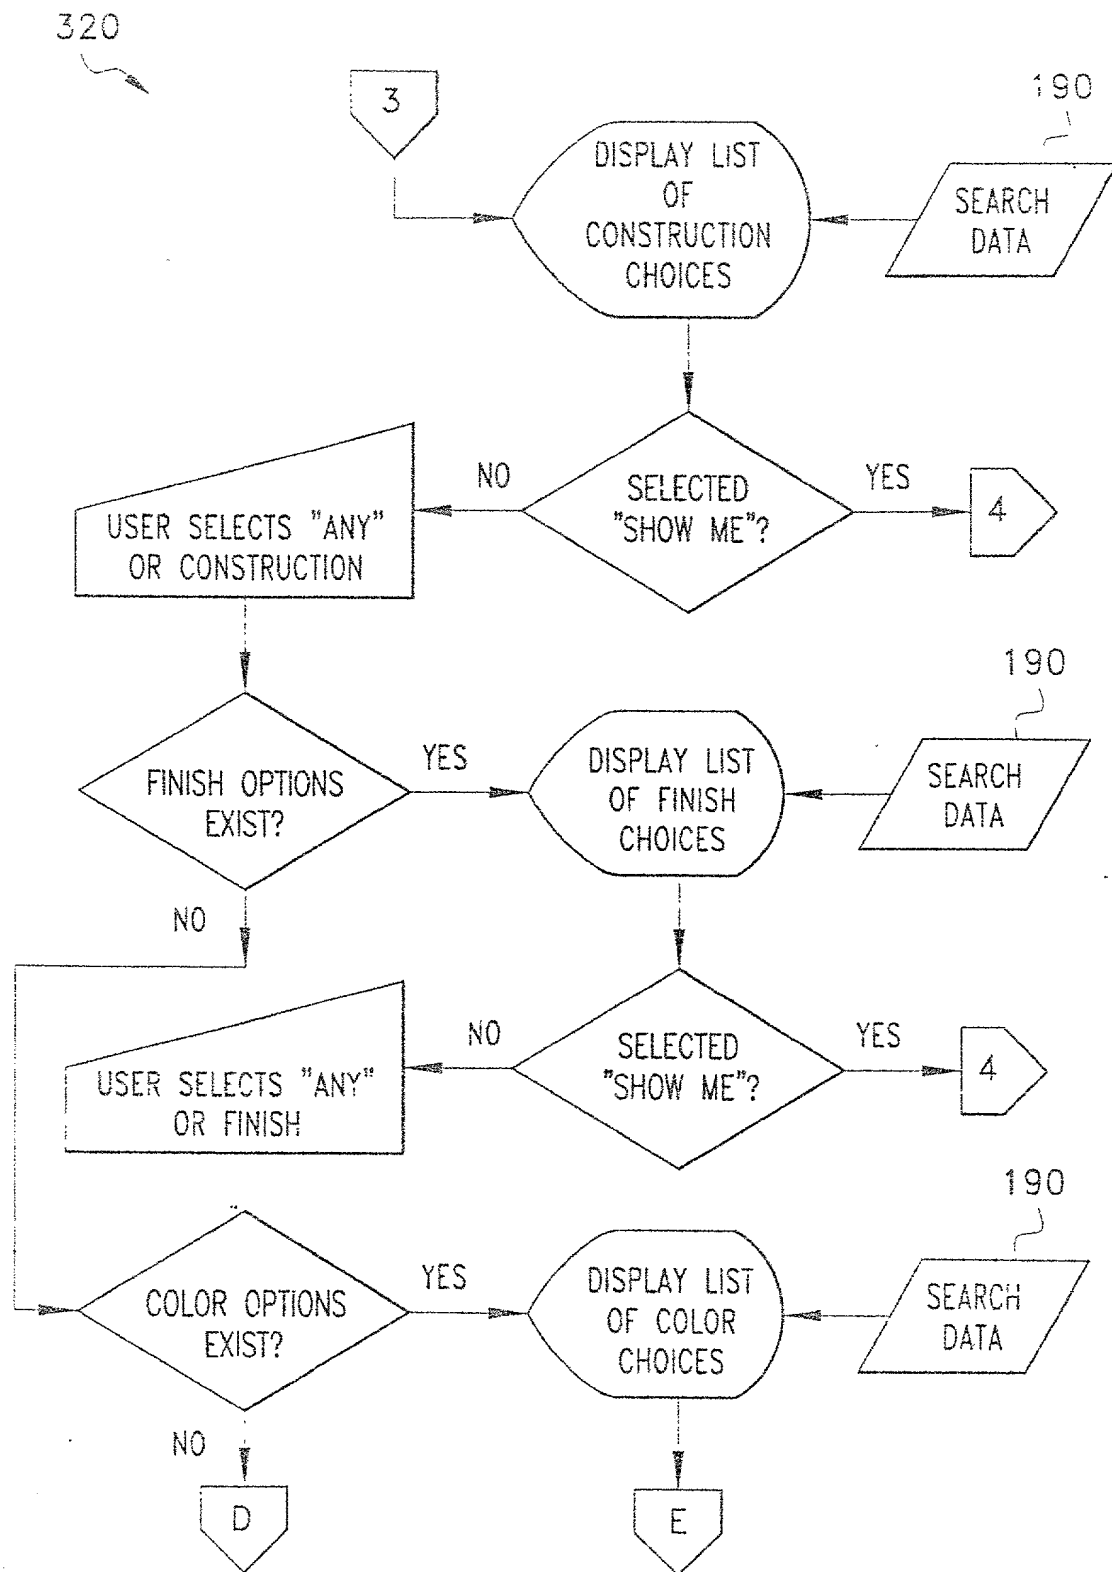 320
3
190
DISPLAY LIST
OF
CONSTRUCTION
CHOICES
SEARCH
DATA
NO
SELECTED
"SHOW ME"?
YES
4
USER SELECTS "ANY"
OR CONSTRUCTION
190
FINISH OPTIONS
EXIST?
YES
DISPLAY LIST
OF FINISH
CHOICES
SEARCH
DATA
NO
USER SELECTS "ANY"
OR FINISH
NO
SELECTED
"SHOW ME"?
YES
4
190
COLOR OPTIONS
EXIST?
YES
DISPLAY LIST
OF COLOR
CHOICES
SEARCH
DATA
NO
D
E